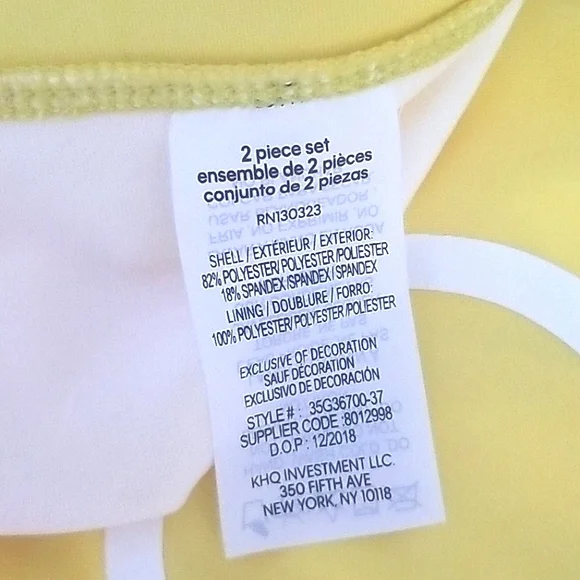 2 piece set
ensemble de 2 pièces
conjunto de 2 piezas
RN130323
SHELL / EXTÉRIEUR / EXTERIOR:
82% POLYESTER/POLYESTER/POLIESTER
18% SPANDEX/SPANDEX/SPANDEX
LINING / DOUBLURE / FORRO:
100% POLYESTER/POLYESTER/POLIESTER
EXCLUSIVE OF DECORATION
SAUF DÉCORATION
EXCLUSIVO DE DECORACIÓN
STYLE # : 35G36700-37
SUPPLIER CODE :8012998
D.O.P : 12/2018
KHQ INVESTMENT LLC.
350 FIFTH AVE
NEW YORK, NY 10118